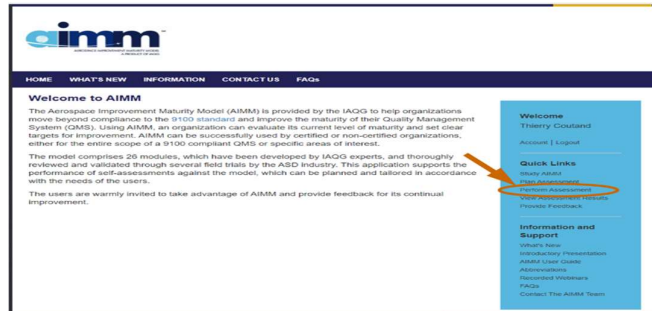 aimm
AEROSPACE IMPROVEMENT MATURITY MODEL
A PRODUCT OF IAQG
HOME WHAT'S NEW INFORMATION CONTACT US FAQs
Welcome to AIMM
The Aerospace Improvement Maturity Model (AIMM) is provided by the IAQG to help organizations
move beyond compliance to the 9100 standard and improve the maturity of their Quality Management
System (QMS). Using AIMM, an organization can evaluate its current level of maturity and set clear
targets for improvement. AIMM can be successfully used by certified or non-certified organizations,
either for the entire scope of a 9100 compliant QMS or specific areas of interest.
The model comprises 26 modules, which have been developed by IAQG experts, and thoroughly
reviewed and validated through several field trials by the ASD industry. This application supports the
performance of self-assessments against the model, which can be planned and tailored in accordance
with the needs of the users.
The users are warmly invited to take advantage of AIMM and provide feedback for its continual
improvement.
Welcome
Thierry Coutand
Account | Logout
Quick Links
Study AIMM
Plan Assessment
Perform Assessment
View Assessment Results
Provide Feedback
Information and
Support
What's New
Introductory Presentation
AIMM User Guide
Abbreviations
Recorded Webinars
FAQs
Contact The AIMM Team